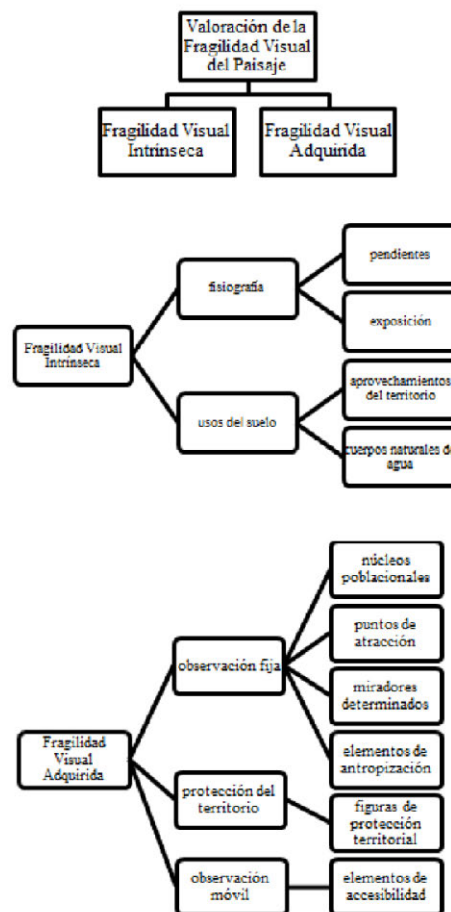 Valoración de la
Fragilidad Visual
del Paisaje
Fragilidad Visual
Intrínseca
Fragilidad Visual
Adquirida
pendientes
fisiografía
exposición
Fragilidad Visual
Intrínseca
aprovechamientos
del territorio
usos del suelo
cuerpos naturales de
agua
núcleos
poblacionales
puntos de
atracción
observación fija
miradores
determinados
Fragilidad
Visual
Adquirida
elementos de
antropización
protección del
territorio
figuras de
protección
territorial
observación
móvil
elementos de
accesibilidad